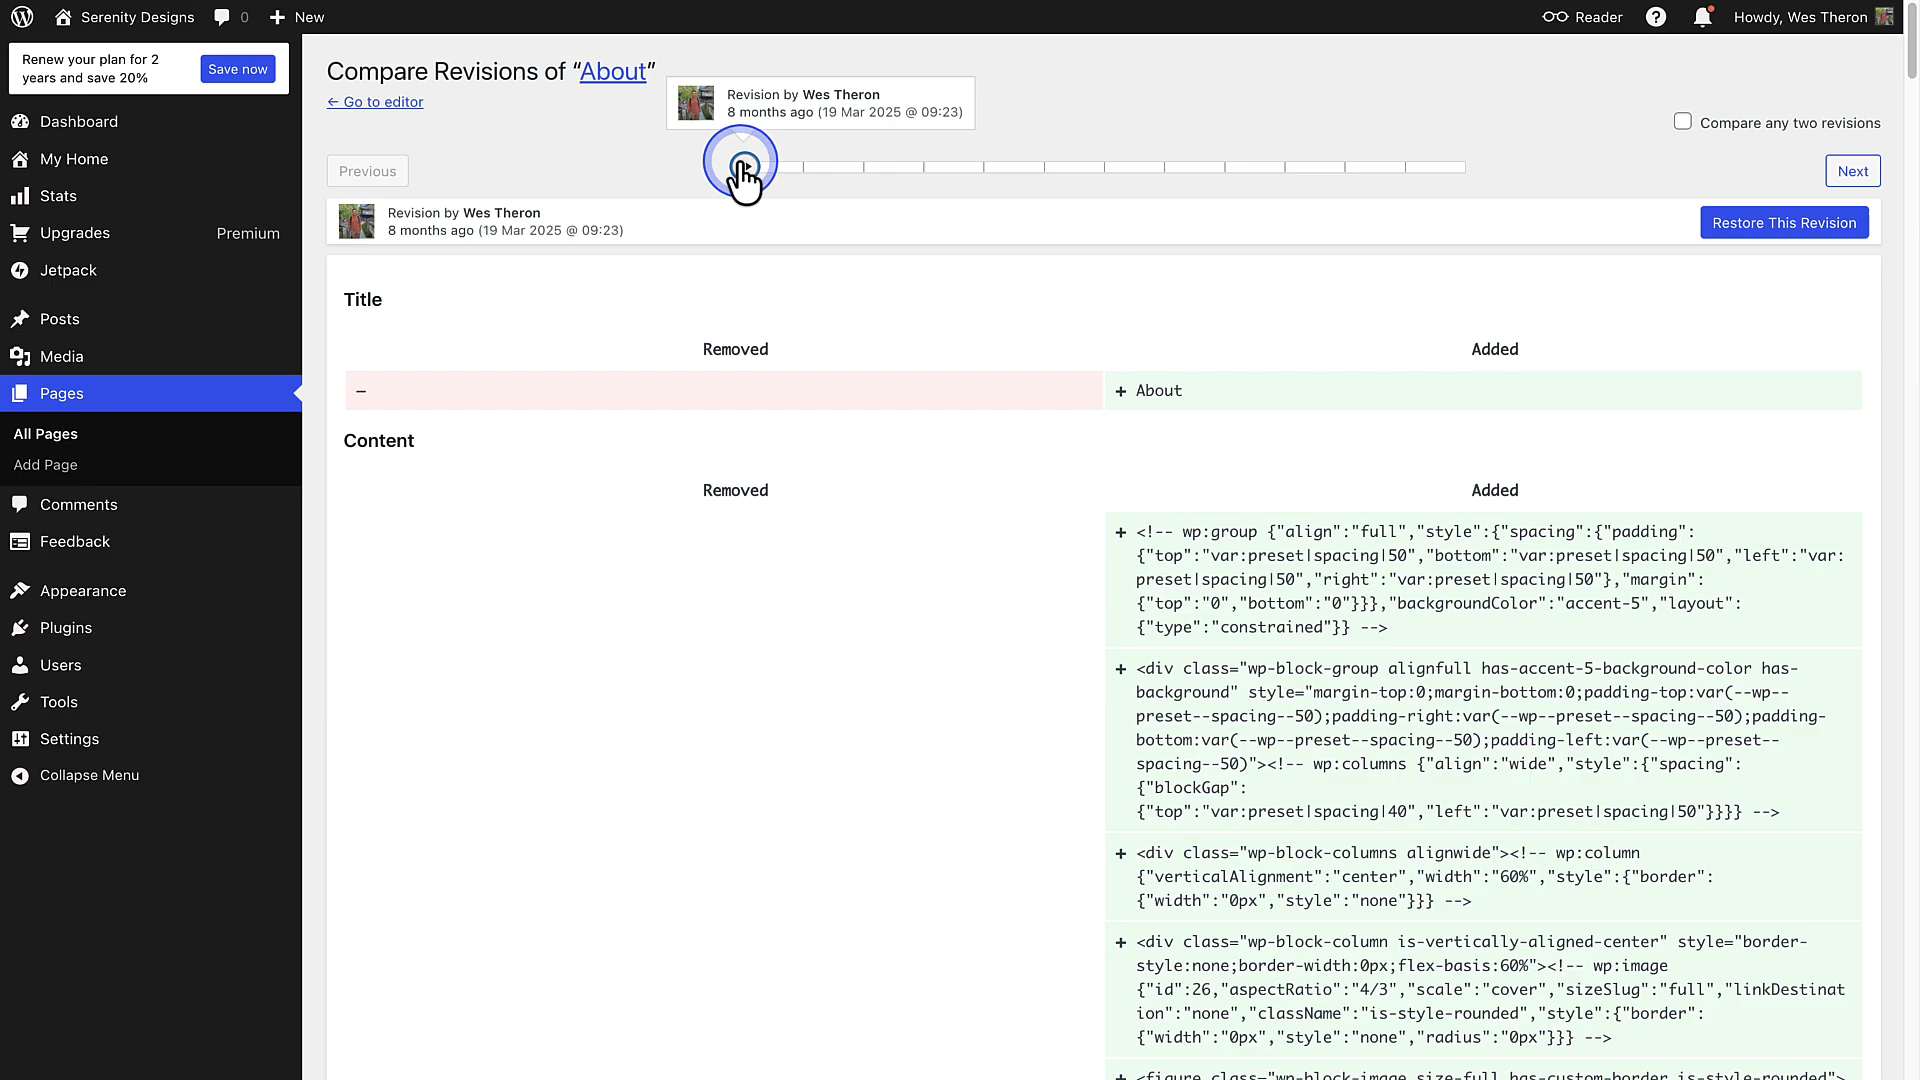 Serenity Designs
0
New
Reader
Howdy, Wes Theron
Renew your plan for 2
years and save 20%
Save now
Dashboard
My Home
Stats
Upgrades
Premium
Jetpack
Posts
Media
Pages
All Pages
Add Page
Comments
Feedback
Appearance
Plugins
Users
Tools
Settings
Collapse Menu
Compare Revisions of “About”
← Go to editor
Revision by Wes Theron
8 months ago (19 Mar 2025 @ 09:23)
Compare any two revisions
Previous
Next
Revision by Wes Theron
8 months ago (19 Mar 2025 @ 09:23)
Restore This Revision
Title
Removed
Added
–
+ About
Content
Removed
Added
+ <!-- wp:group {"align":"full","style":{"spacing":{"padding":
{"top":"var:preset|spacing|50","bottom":"var:preset|spacing|50","left":"var:
preset|spacing|50","right":"var:preset|spacing|50"},"margin":
{"top":"0","bottom":"0"}}},"backgroundColor":"accent-5","layout":
{"type":"constrained"}} -->
+ <div class="wp-block-group alignfull has-accent-5-background-color has-
background" style="margin-top:0;margin-bottom:0;padding-top:var(--wp--
preset--spacing--50);padding-right:var(--wp--preset--spacing--50);padding-
bottom:var(--wp--preset--spacing--50);padding-left:var(--wp--preset--
spacing--50)"><!-- wp:columns {"align":"wide","style":{"spacing":
{"blockGap":
{"top":"var:preset|spacing|40","left":"var:preset|spacing|50"}}}} -->
+ <div class="wp-block-columns alignwide"><!-- wp:column
{"verticalAlignment":"center","width":"60%","style":{"border":
{"width":"0px","style":"none"}}} -->
+ <div class="wp-block-column is-vertically-aligned-center" style="border-
style:none;border-width:0px;flex-basis:60%"><!-- wp:image
{"id":26,"aspectRatio":"4/3","scale":"cover","sizeSlug":"full","linkDestinat
ion":"none","className":"is-style-rounded","style":{"border":
{"width":"0px","style":"none","radius":"0px"}}} -->
+ <figure class="wp-block-image size-full has-custom-border is-style-rounded">